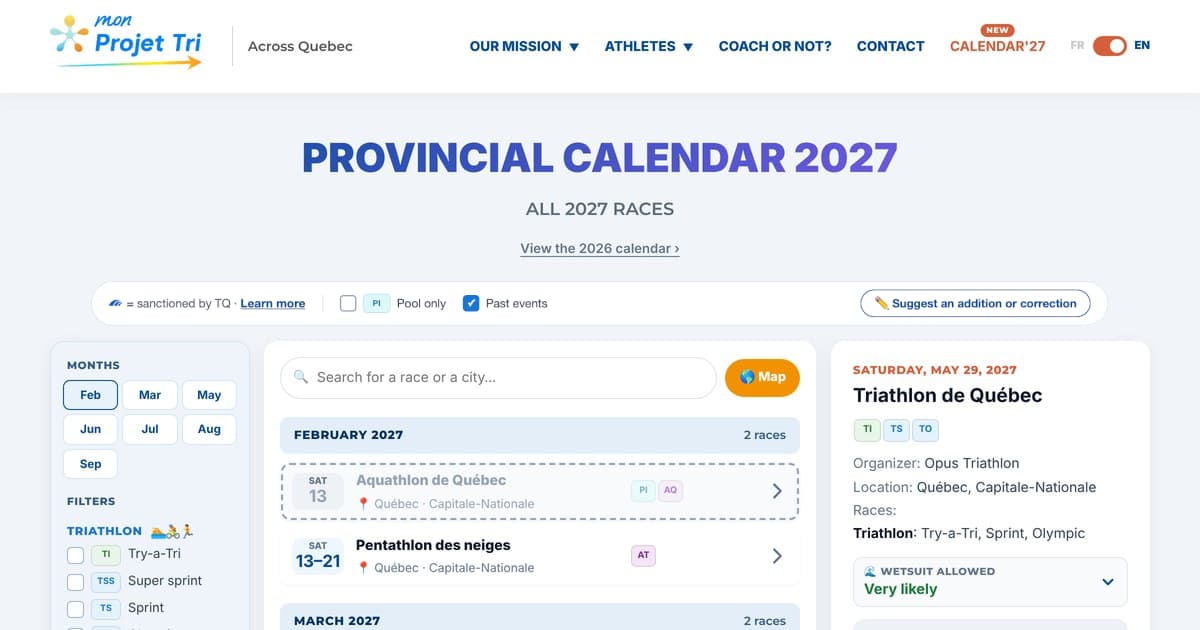 mon
Projet Tri
Across Quebec
OUR MISSION ▼
ATHLETES ▼
COACH OR NOT?
CONTACT
NEW
CALENDAR'27
FR
EN
PROVINCIAL CALENDAR 2027
ALL 2027 RACES
View the 2026 calendar ›
= sanctioned by TQ · Learn more
PI Pool only
Past events
Suggest an addition or correction
MONTHS
Feb Mar May
Jun Jul Aug
Sep
FILTERS
TRIATHLON
TI Try-a-Tri
TSS Super sprint
TS Sprint
Search for a race or a city...
Map
FEBRUARY 2027 2 races
SAT
13
Aquathlon de Québec
Québec · Capitale-Nationale
PI AQ
SAT
13–21
Pentathlon des neiges
Québec · Capitale-Nationale
AT
MARCH 2027 2 races
SATURDAY, MAY 29, 2027
Triathlon de Québec
TI TS TO
Organizer: Opus Triathlon
Location: Québec, Capitale-Nationale
Races:
Triathlon: Try-a-Tri, Sprint, Olympic
WETSUIT ALLOWED
Very likely